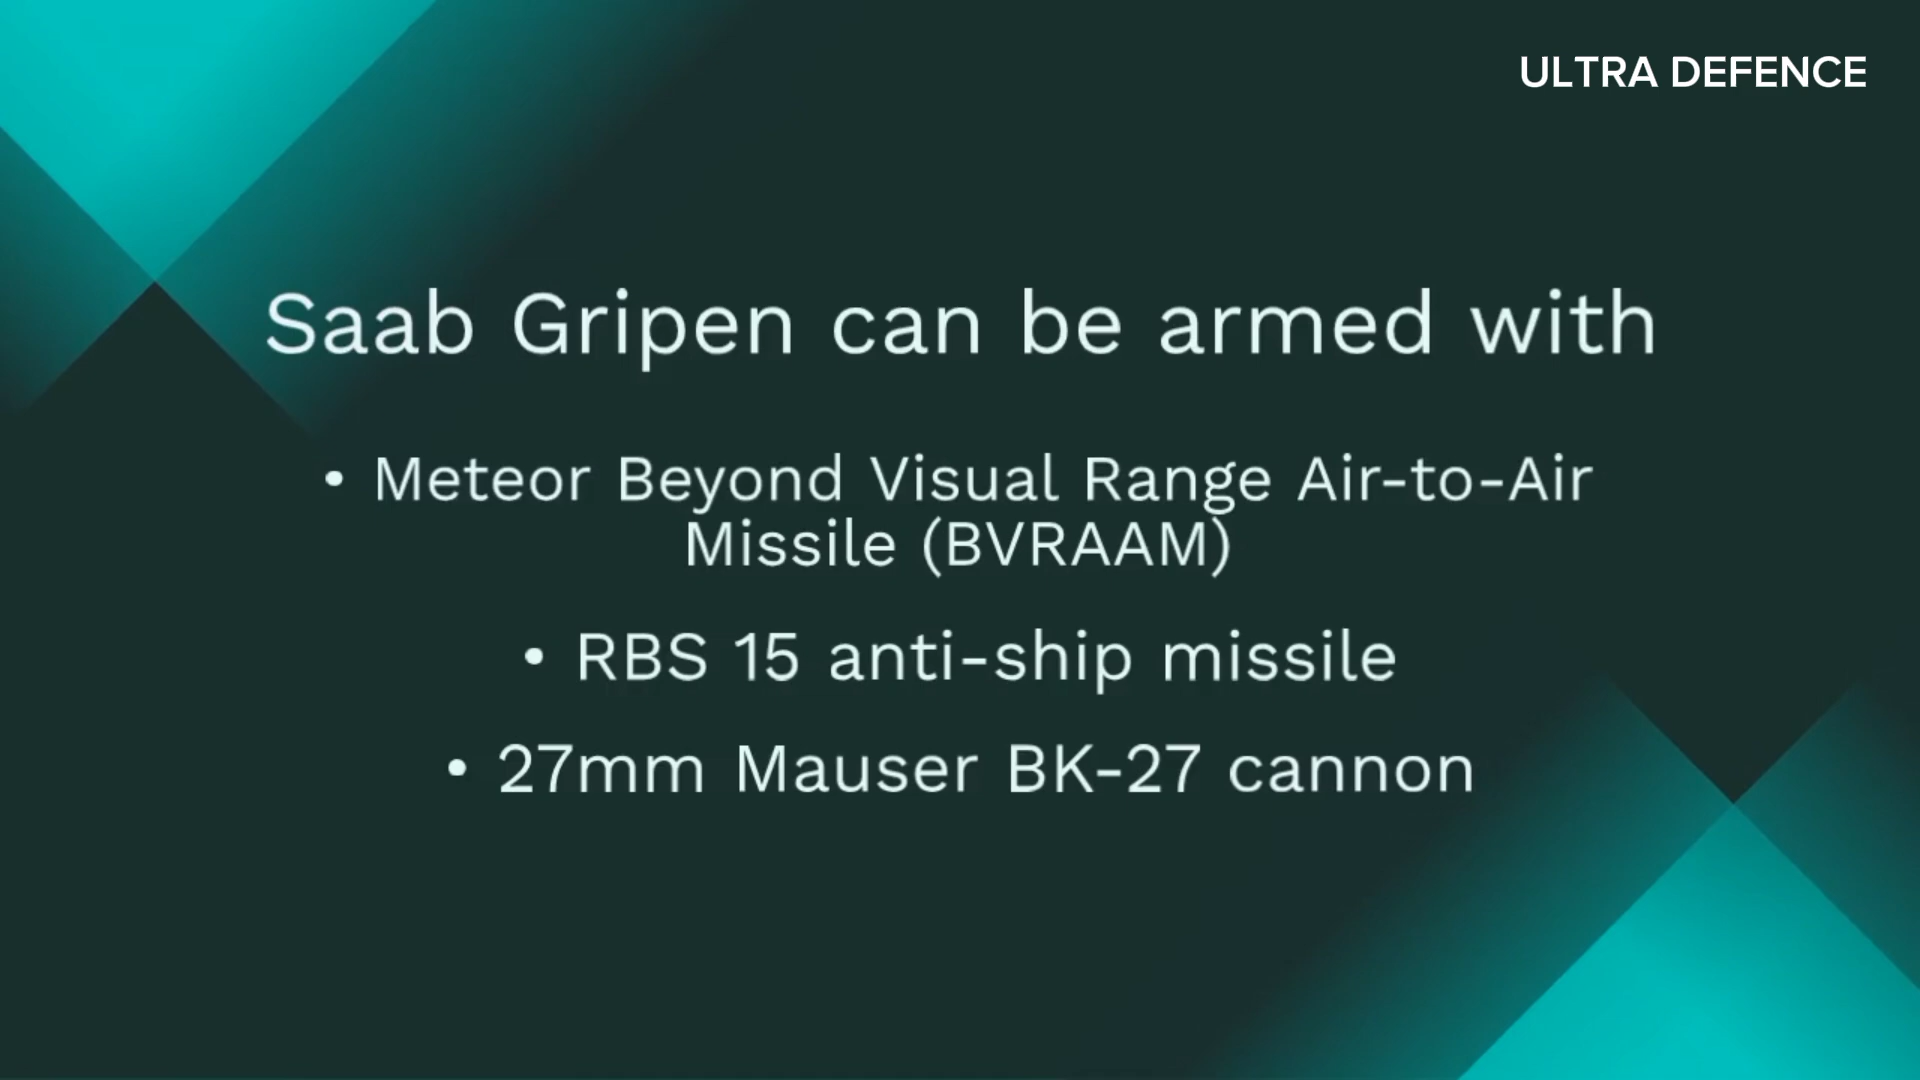 ULTRA DEFENCE
Saab Gripen can be armed with
• Meteor Beyond Visual Range Air-to-Air
Missile (BVRAAM)
• RBS 15 anti-ship missile
• 27mm Mauser BK-27 cannon